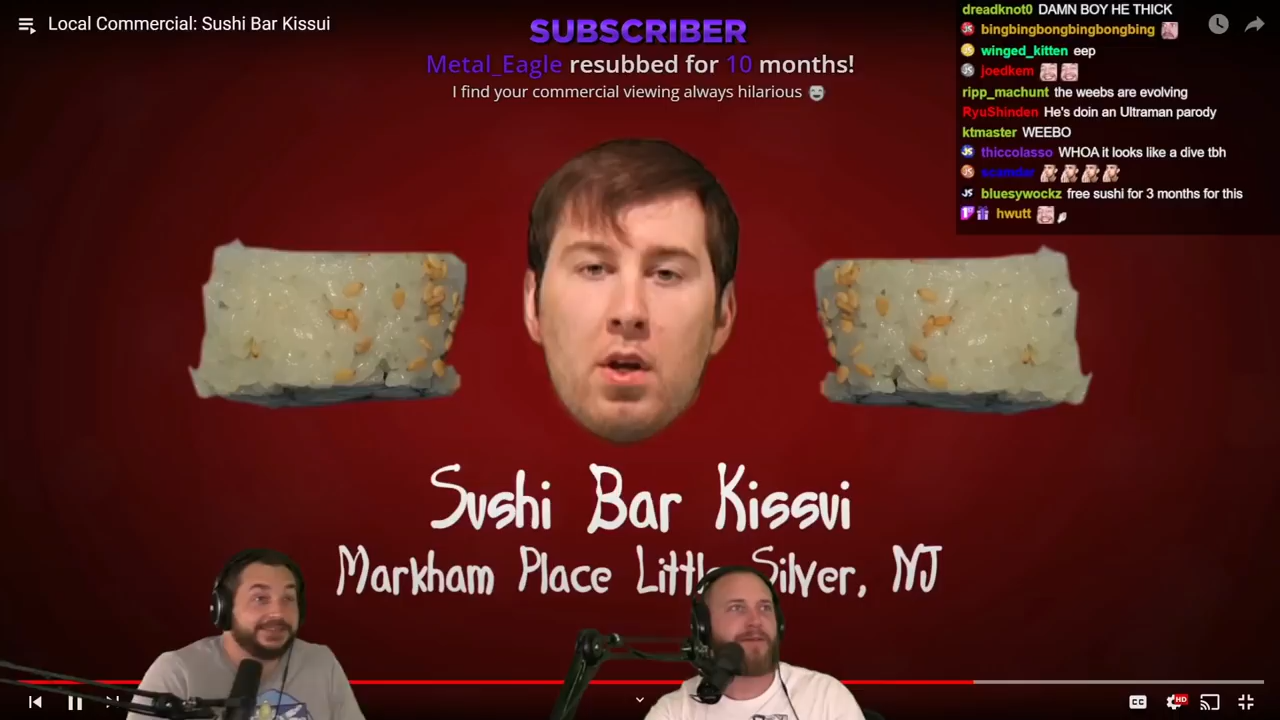 Local Commercial: Sushi Bar Kissui
SUBSCRIBER
Metal_Eagle resubbed for 10 months!
I find your commercial viewing always hilarious
dreadknot0 DAMN BOY HE THICK
bingbingbongbingbongbing
winged_kitten eep
joedkem
ripp_machunt the weebs are evolving
RyuShinden He's doin an Ultraman parody
ktmaster WEEBO
thiccolasso WHOA it looks like a dive tbh
scamder
bluesywockz free sushi for 3 months for this
hwutt
Sushi Bar Kissui
Markham Place Little Silver, NJ
CC
HD